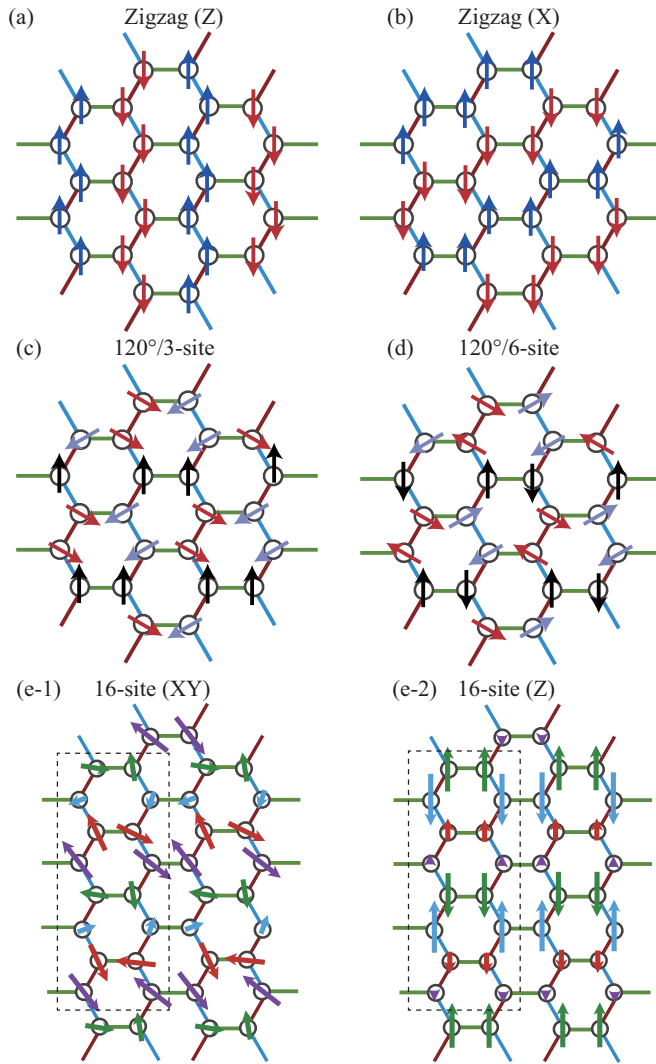 (a) Zigzag (Z)
(b) Zigzag (X)
(c) 120°/3-site
(d) 120°/6-site
(e-1) 16-site (XY)
(e-2) 16-site (Z)